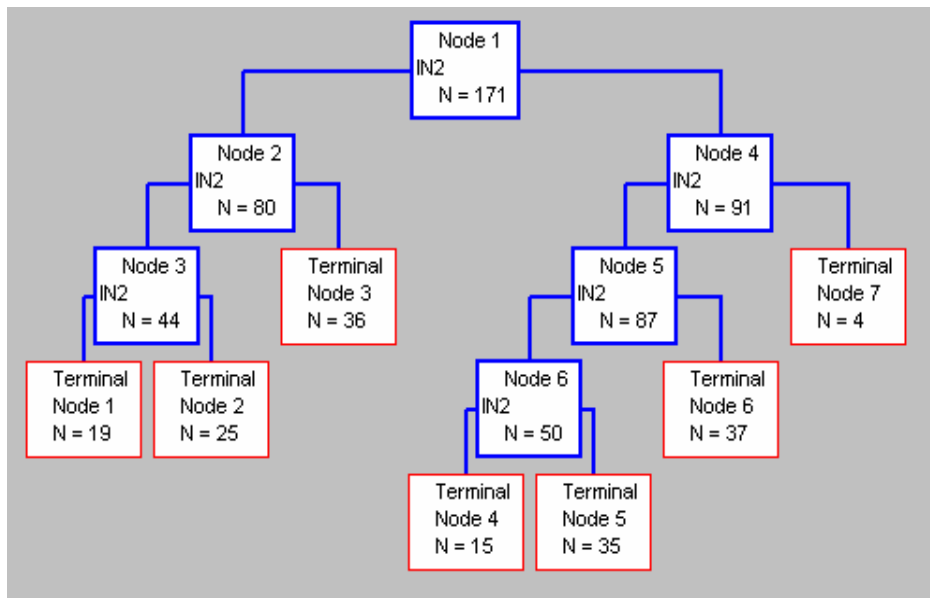 Node 1
IN2
N = 171
Node 2
IN2
N = 80
Node 4
IN2
N = 91
Node 3
IN2
N = 44
Terminal
Node 3
N = 36
Node 5
IN2
N = 87
Terminal
Node 7
N = 4
Terminal
Node 1
N = 19
Terminal
Node 2
N = 25
Node 6
IN2
N = 50
Terminal
Node 6
N = 37
Terminal
Node 4
N = 15
Terminal
Node 5
N = 35